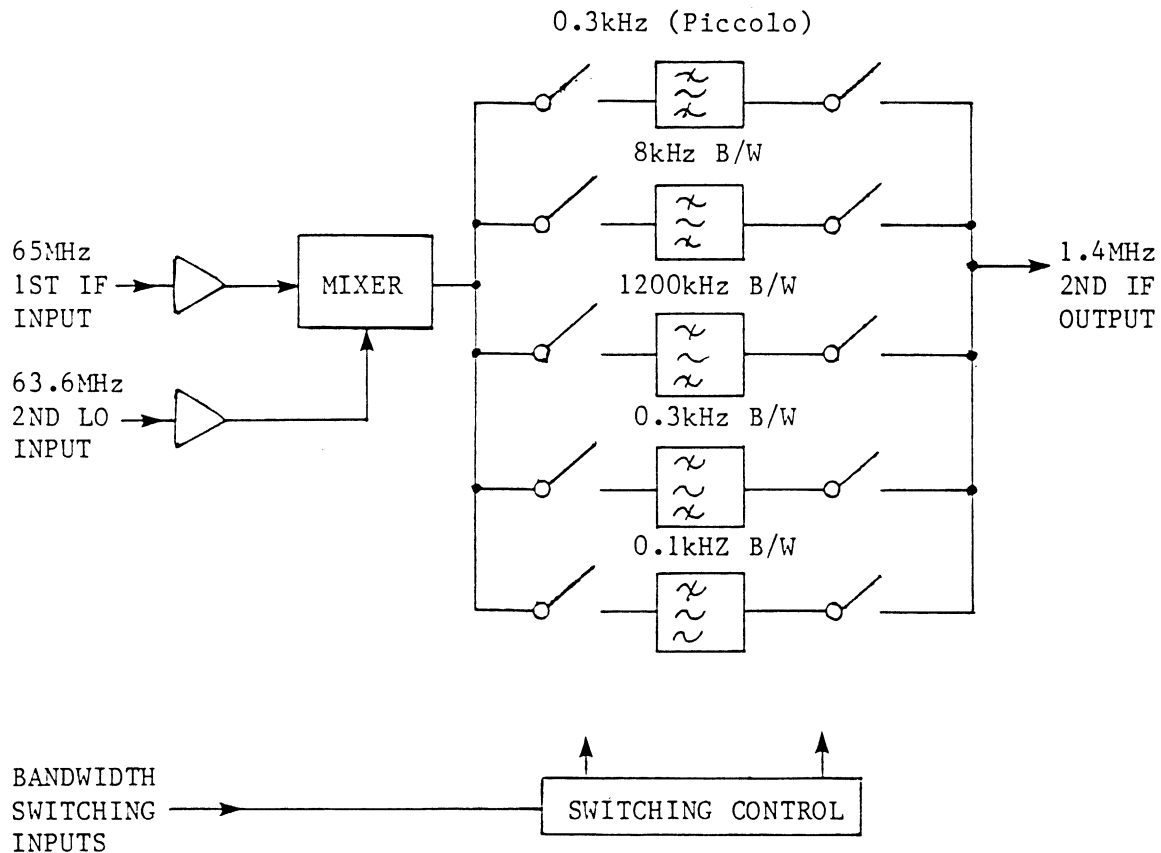 0.3kHz (Piccolo)
8kHz B/W
65MHz
1ST IF
INPUT
MIXER
1200kHz B/W
1.4MHz
2ND IF
OUTPUT
63.6MHz
2ND LO
INPUT
0.3kHz B/W
0.1kHZ B/W
BANDWIDTH
SWITCHING
INPUTS
SWITCHING CONTROL